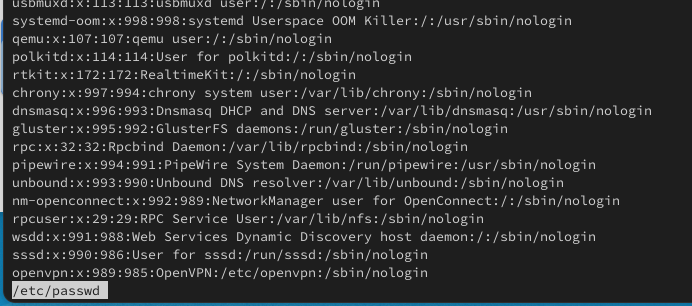 usbmuxd:x:113:113:usbmuxd user:/:/sbin/nologin
systemd-oom:x:998:998:systemd Userspace OOM Killer:/:/usr/sbin/nologin
qemu:x:107:107:qemu user:/:/sbin/nologin
polkitd:x:114:114:User for polkitd:/:/sbin/nologin
rtkit:x:172:172:RealtimeKit:/:/sbin/nologin
chrony:x:997:994:chrony system user:/var/lib/chrony:/sbin/nologin
dnsmasq:x:996:993:Dnsmasq DHCP and DNS server:/var/lib/dnsmasq:/usr/sbin/nologin
gluster:x:995:992:GlusterFS daemons:/run/gluster:/sbin/nologin
rpc:x:32:32:Rpcbind Daemon:/var/lib/rpcbind:/sbin/nologin
pipewire:x:994:991:PipeWire System Daemon:/run/pipewire:/usr/sbin/nologin
unbound:x:993:990:Unbound DNS resolver:/var/lib/unbound:/sbin/nologin
nm-openconnect:x:992:989:NetworkManager user for OpenConnect:/:/sbin/nologin
rpcuser:x:29:29:RPC Service User:/var/lib/nfs:/sbin/nologin
wsdd:x:991:988:Web Services Dynamic Discovery host daemon:/:/sbin/nologin
sssd:x:990:986:User for sssd:/run/sssd:/sbin/nologin
openvpn:x:989:985:OpenVPN:/etc/openvpn:/sbin/nologin
/etc/passwd